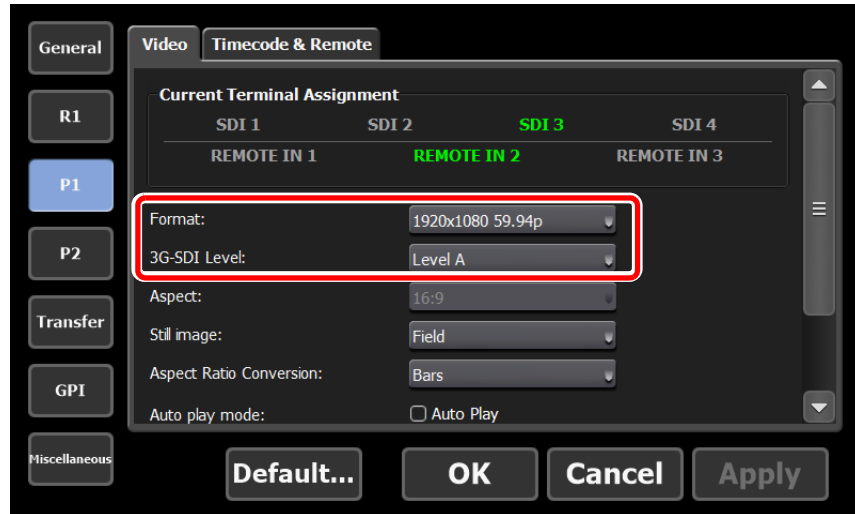 General
R1
P1
P2
Transfer
GPI
Miscellaneous
Video Timecode & Remote
Current Terminal Assignment
SDI 1 SDI 2 SDI 3 SDI 4
REMOTE IN 1 REMOTE IN 2 REMOTE IN 3
Format: 1920x1080 59.94p
3G-SDI Level: Level A
Aspect: 16:9
Still image: Field
Aspect Ratio Conversion: Bars
Auto play mode: Auto Play
Default... OK Cancel Apply